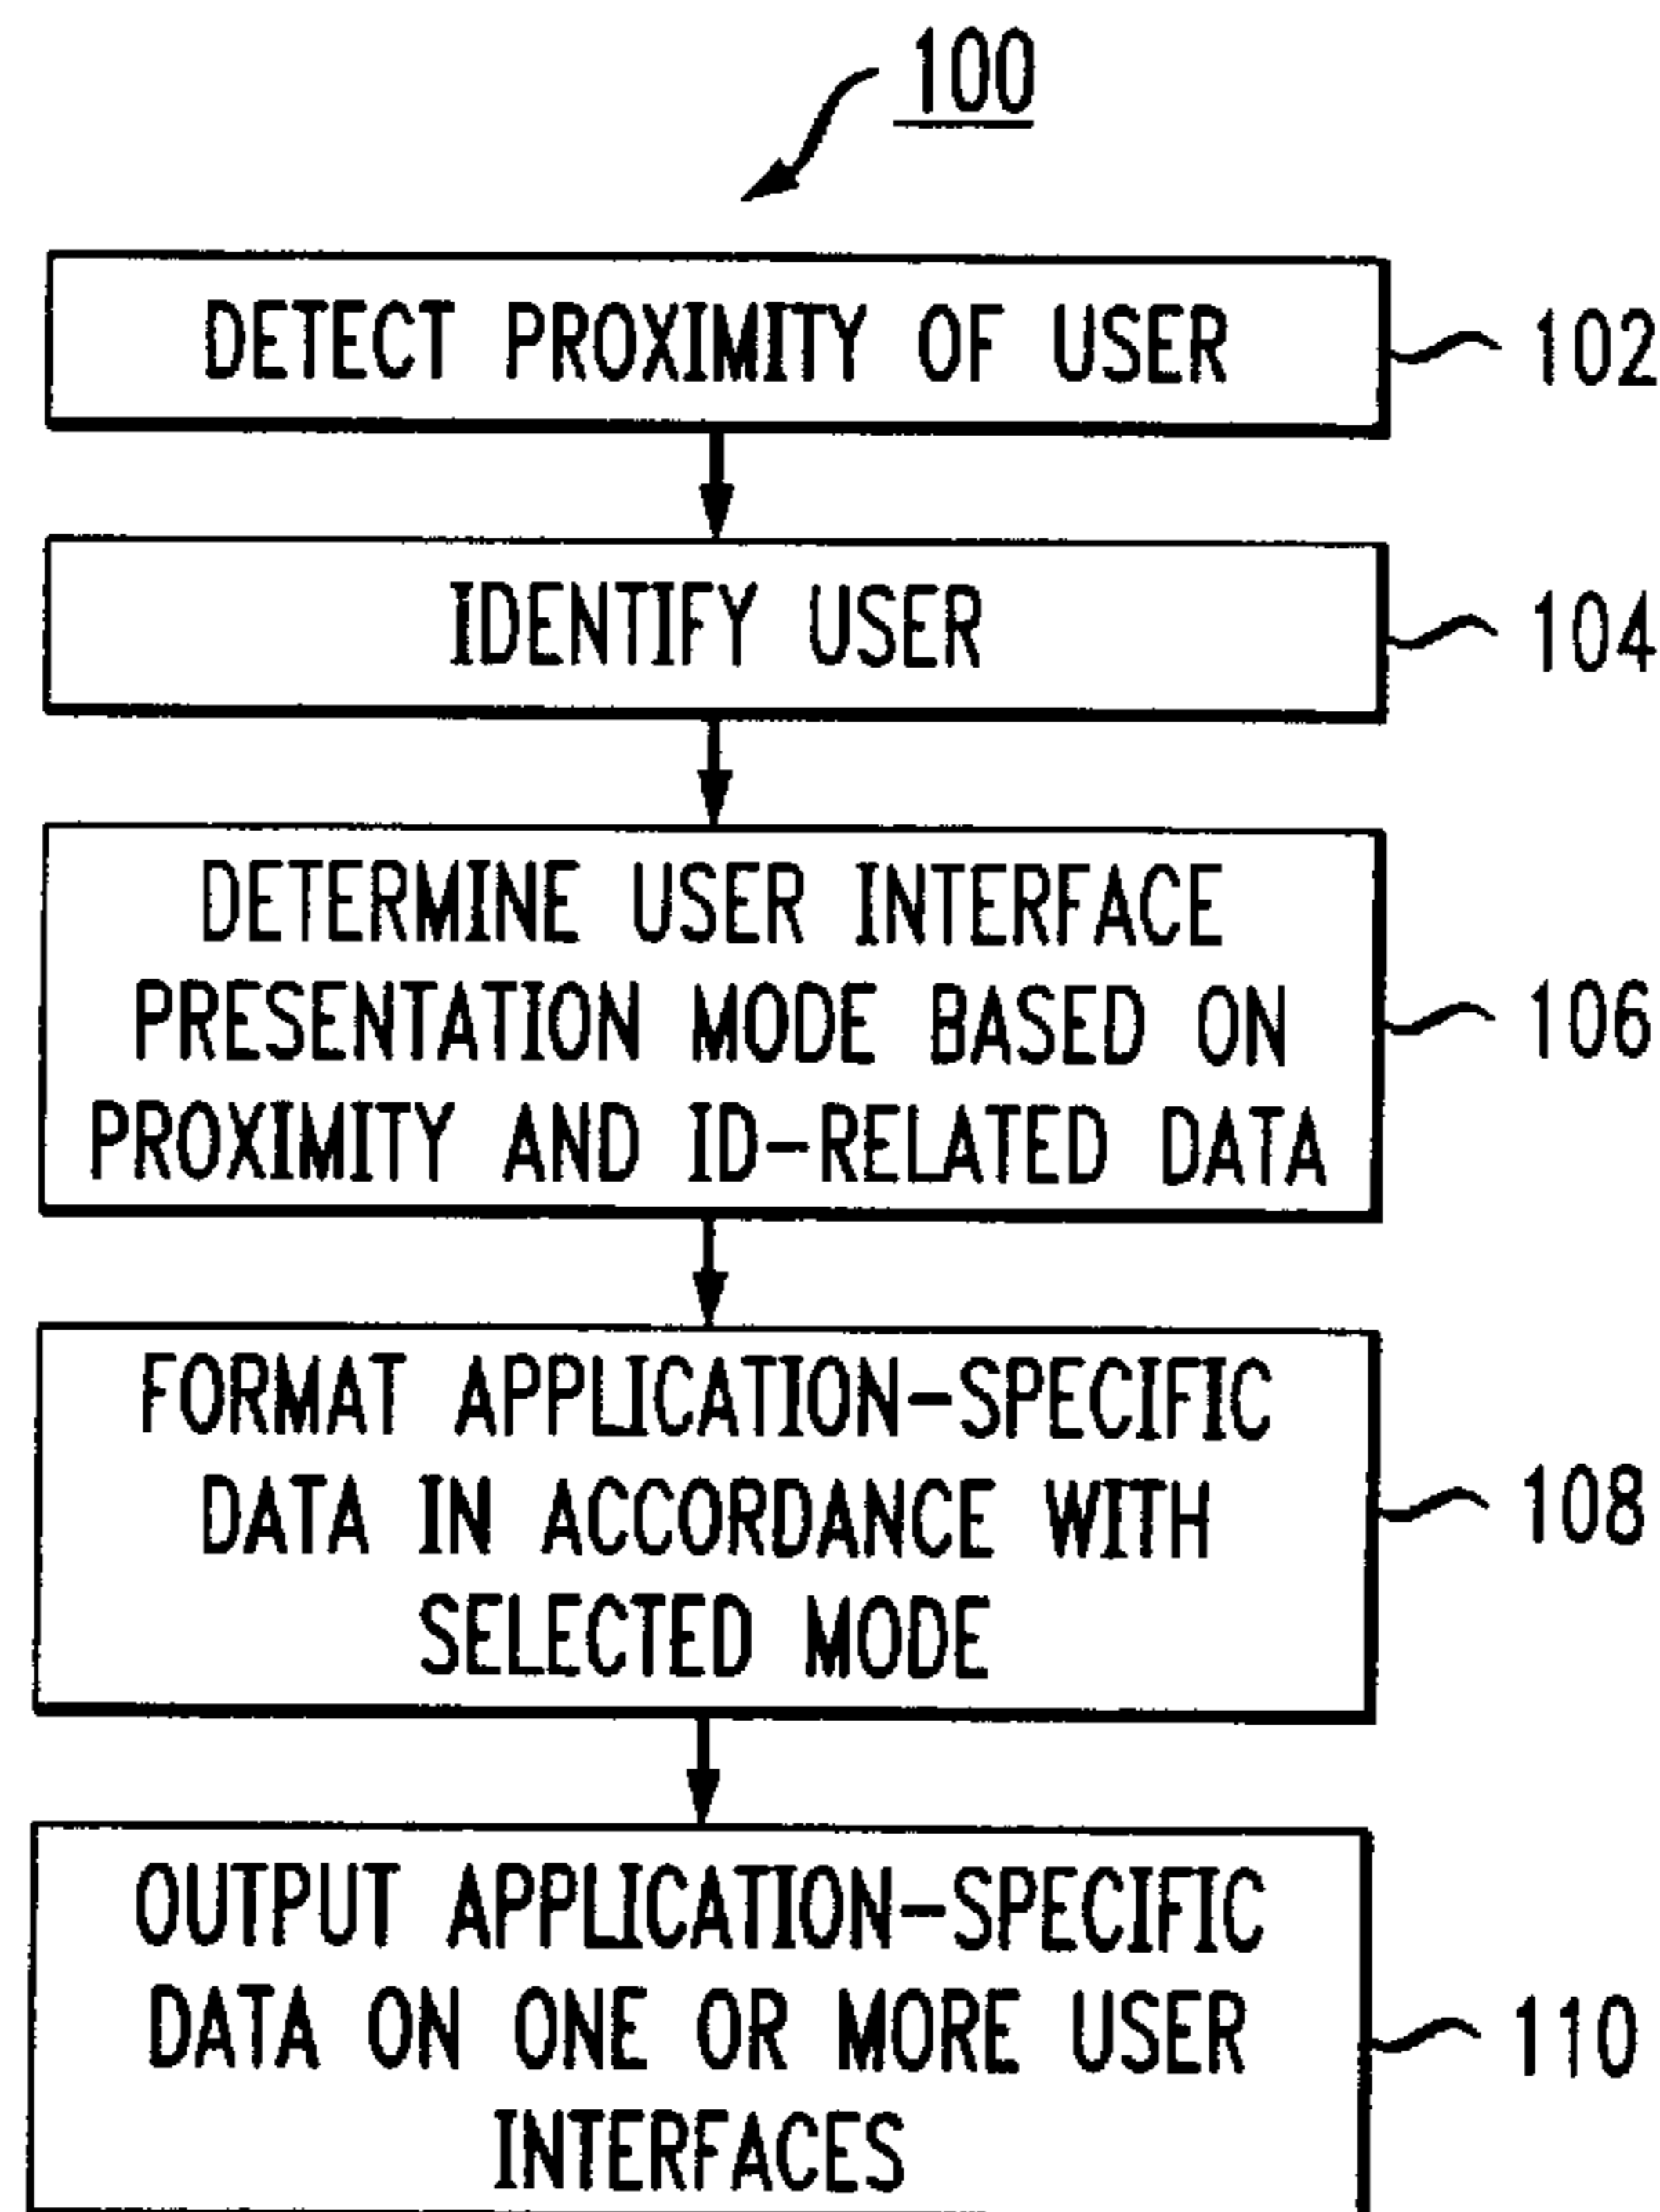 100
DETECT PROXIMITY OF USER
102
IDENTIFY USER
104
DETERMINE USER INTERFACE
PRESENTATION MODE BASED ON
PROXIMITY AND ID-RELATED DATA
106
FORMAT APPLICATION-SPECIFIC
DATA IN ACCORDANCE WITH
SELECTED MODE
108
OUTPUT APPLICATION-SPECIFIC
DATA ON ONE OR MORE USER
INTERFACES
110